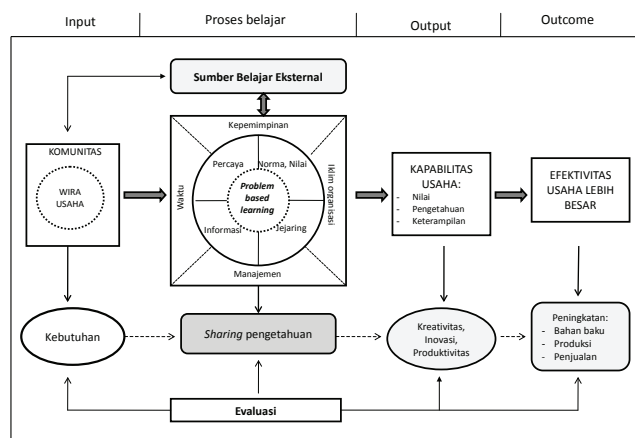 Input
Proses belajar
Output
Outcome
Sumber Belajar Eksternal
KOMUNITAS
WIRA
USAHA
Kepemimpinan
Waktu
Percaya
Norma, Nilai
Problem
based
learning
Informasi
Jejaring
Iklim organisasi
Manajemen
KAPABILITAS
USAHA:
- Nilai
- Pengetahuan
- Keterampilan
EFEKTIVITAS
USAHA LEBIH
BESAR
Kebutuhan
Sharing pengetahuan
Kreativitas,
Inovasi,
Produktivitas
Peningkatan:
- Bahan baku
- Produksi
- Penjualan
Evaluasi